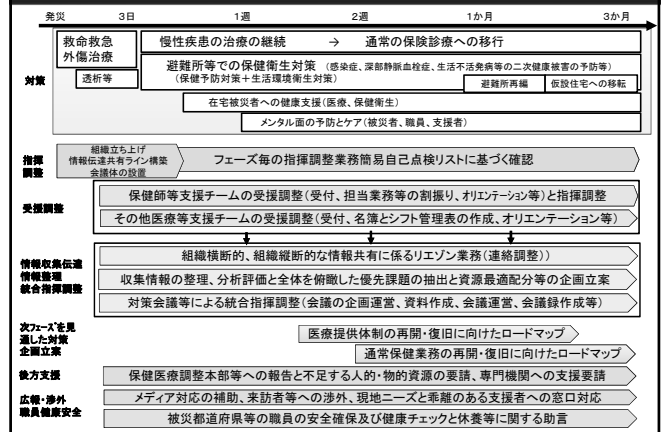 発災 3日 1週 2週 1か月 3か月
対策
救命救急
外傷治療
透析等
慢性疾患の治療の継続 → 通常の保険診療への移行
避難所等での保健衛生対策 (感染症、深部静脈血栓症、生活不活発病等の二次健康被害の予防等)
(保健予防対策+生活環境衛生対策)
避難所再編 仮設住宅への移転
在宅被災者への健康支援(医療、保健衛生)
メンタル面の予防とケア(被災者、職員、支援者)
指揮
調整
組織立ち上げ
情報伝達共有ライン構築
会議体の設置
フェーズ毎の指揮調整業務簡易自己点検リストに基づく確認
受援調整
保健師等支援チームの受援調整(受付、担当業務等の割振り、オリエンテーション等)と指揮調整
その他医療等支援チームの受援調整(受付、名簿とシフト管理表の作成、オリエンテーション等)
情報収集伝達
情報整理
統合指揮調整
組織横断的、組織縦断的な情報共有に係るリエゾン業務(連絡調整))
収集情報の整理、分析評価と全体を俯瞰した優先課題の抽出と資源最適配分等の企画立案
対策会議等による統合指揮調整(会議の企画運営、資料作成、会議運営、会議録作成等)
次フェーズを見
通した対策
企画立案
医療提供体制の再開・復旧に向けたロードマップ
通常保健業務の再開・復旧に向けたロードマップ
後方支援
保健医療調整本部等への報告と不足する人的・物的資源の要請、専門機関への支援要請
広報・渉外
職員健康安全
メディア対応の補助、来訪者等への渉外、現地ニーズと乖離のある支援者への窓口対応
被災都道府県等の職員の安全確保及び健康チェックと休養等に関する助言